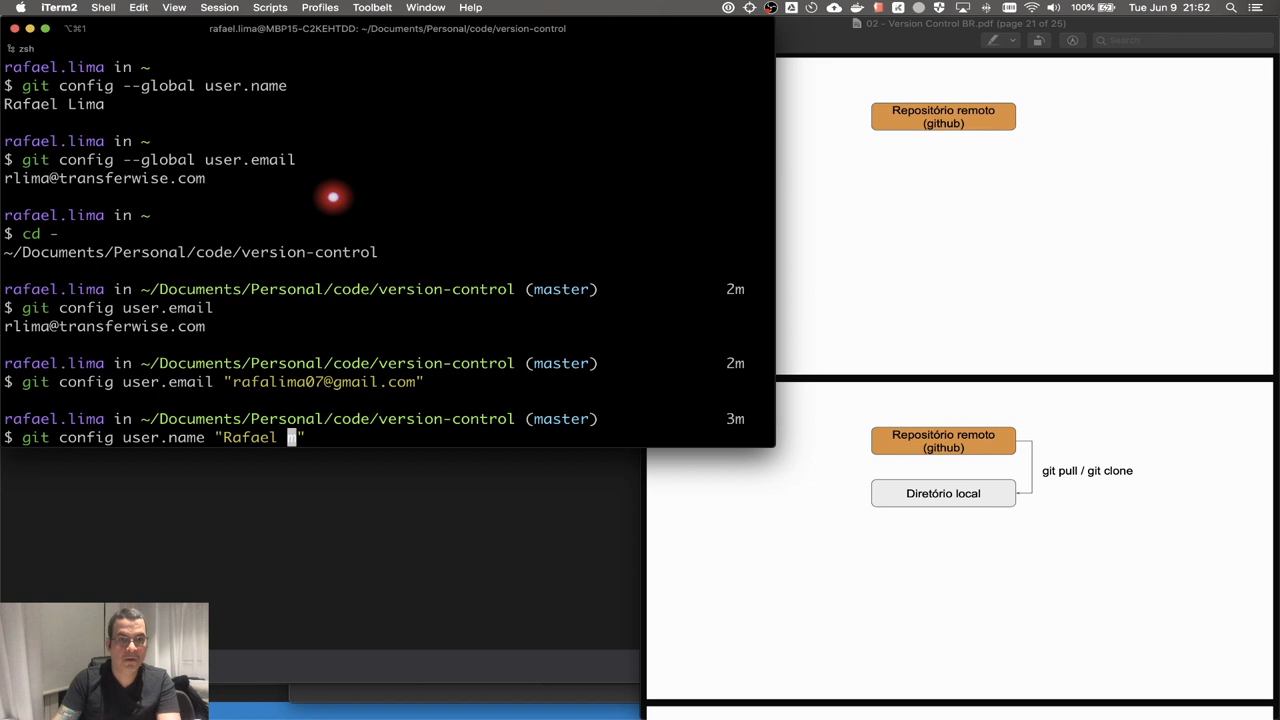 iTerm2 Shell Edit View Session Scripts Profiles Toolbelt Window Help
100% Tue Jun 9 21:52
⌥⌘1 rafael.lima@MBP15-C2KEHTDD: ~/Documents/Personal/code/version-control
zsh
rafael.lima in ~
$ git config --global user.name
Rafael Lima
rafael.lima in ~
$ git config --global user.email
rlima@transferwise.com
rafael.lima in ~
$ cd -
~/Documents/Personal/code/version-control
rafael.lima in ~/Documents/Personal/code/version-control (master) 2m
$ git config user.email
rlima@transferwise.com
rafael.lima in ~/Documents/Personal/code/version-control (master) 2m
$ git config user.email "rafalima07@gmail.com"
rafael.lima in ~/Documents/Personal/code/version-control (master) 3m
$ git config user.name "Rafael m"
02 - Version Control BR.pdf (page 21 of 25)
Search
Repositório remoto
(github)
Repositório remoto
(github)
git pull / git clone
Diretório local